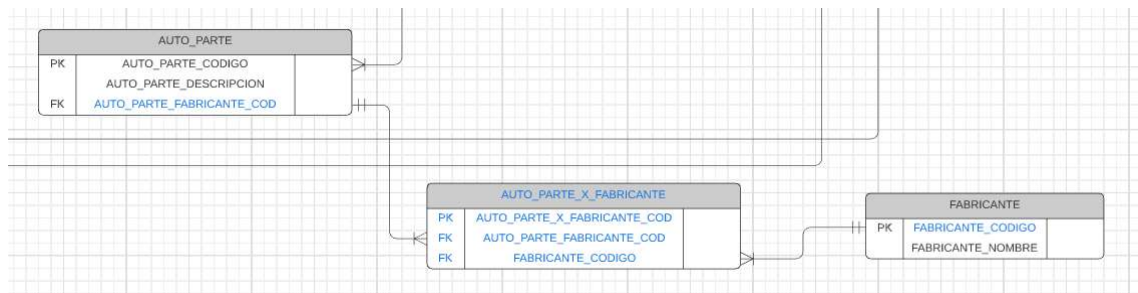 AUTO_PARTE
PK AUTO_PARTE_CODIGO
AUTO_PARTE_DESCRIPCION
FK AUTO_PARTE_FABRICANTE_COD
AUTO_PARTE_X_FABRICANTE
PK AUTO_PARTE_X_FABRICANTE_COD
FK AUTO_PARTE_FABRICANTE_COD
FK FABRICANTE_CODIGO
FABRICANTE
PK FABRICANTE_CODIGO
FABRICANTE_NOMBRE